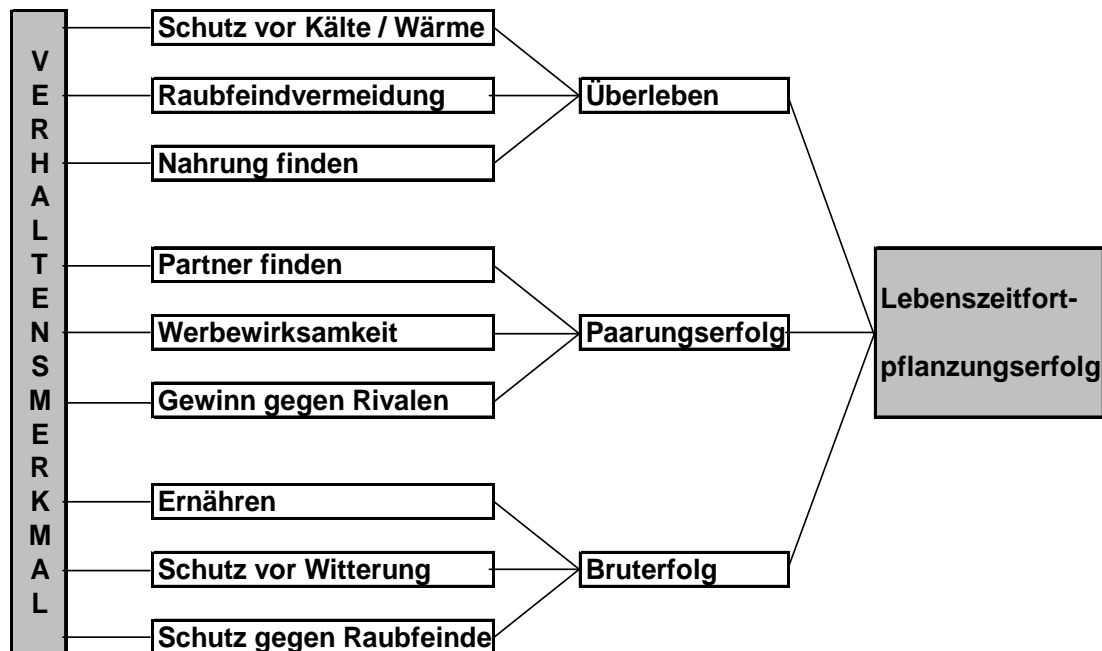 VERHALTENSMERKMAL
Schutz vor Kälte / Wärme
Raubfeindvermeidung
Nahrung finden
Überleben
Partner finden
Werbewirksamkeit
Gewinn gegen Rivalen
Paarungserfolg
Ernähren
Schutz vor Witterung
Schutz gegen Raubfeinde
Bruterfolg
Lebenszeitfort-
pflanzungserfolg